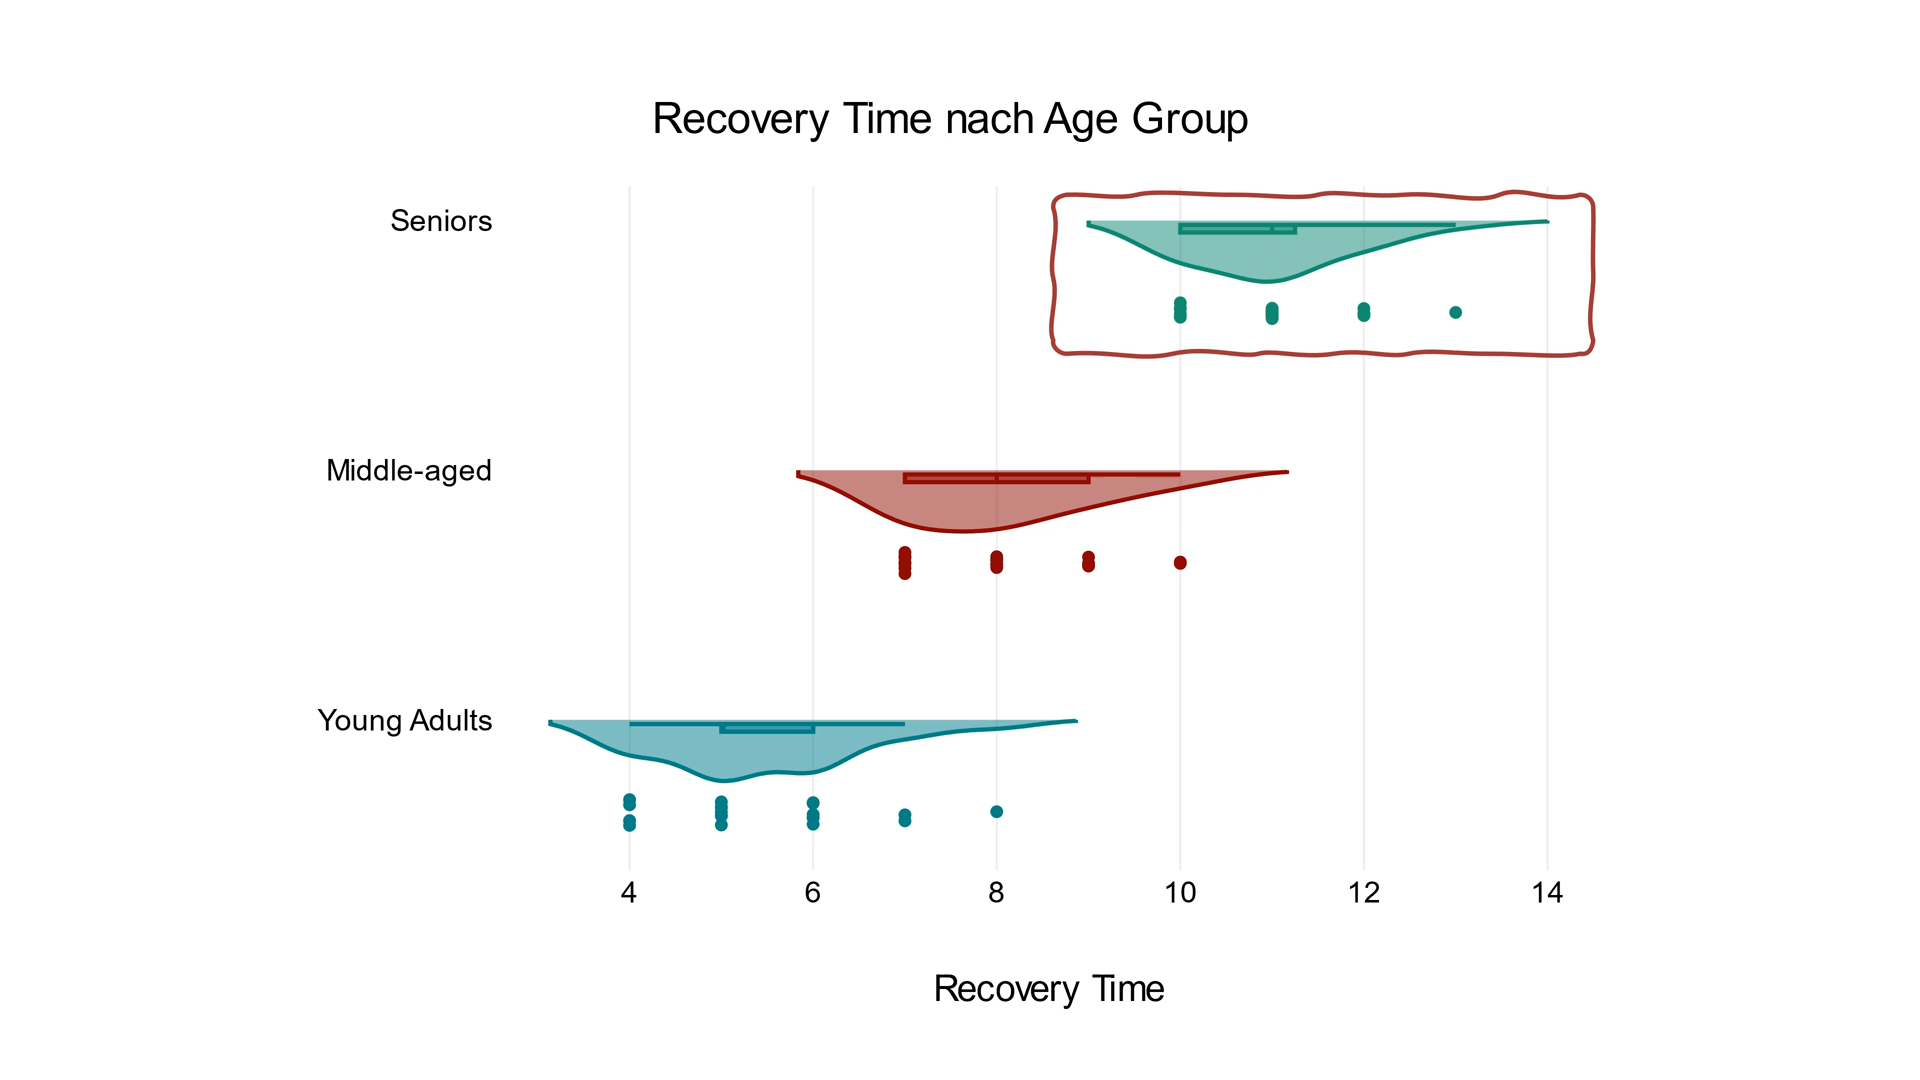 Recovery Time nach Age Group
Seniors
Middle-aged
Young Adults
4 6 8 10 12 14
Recovery Time